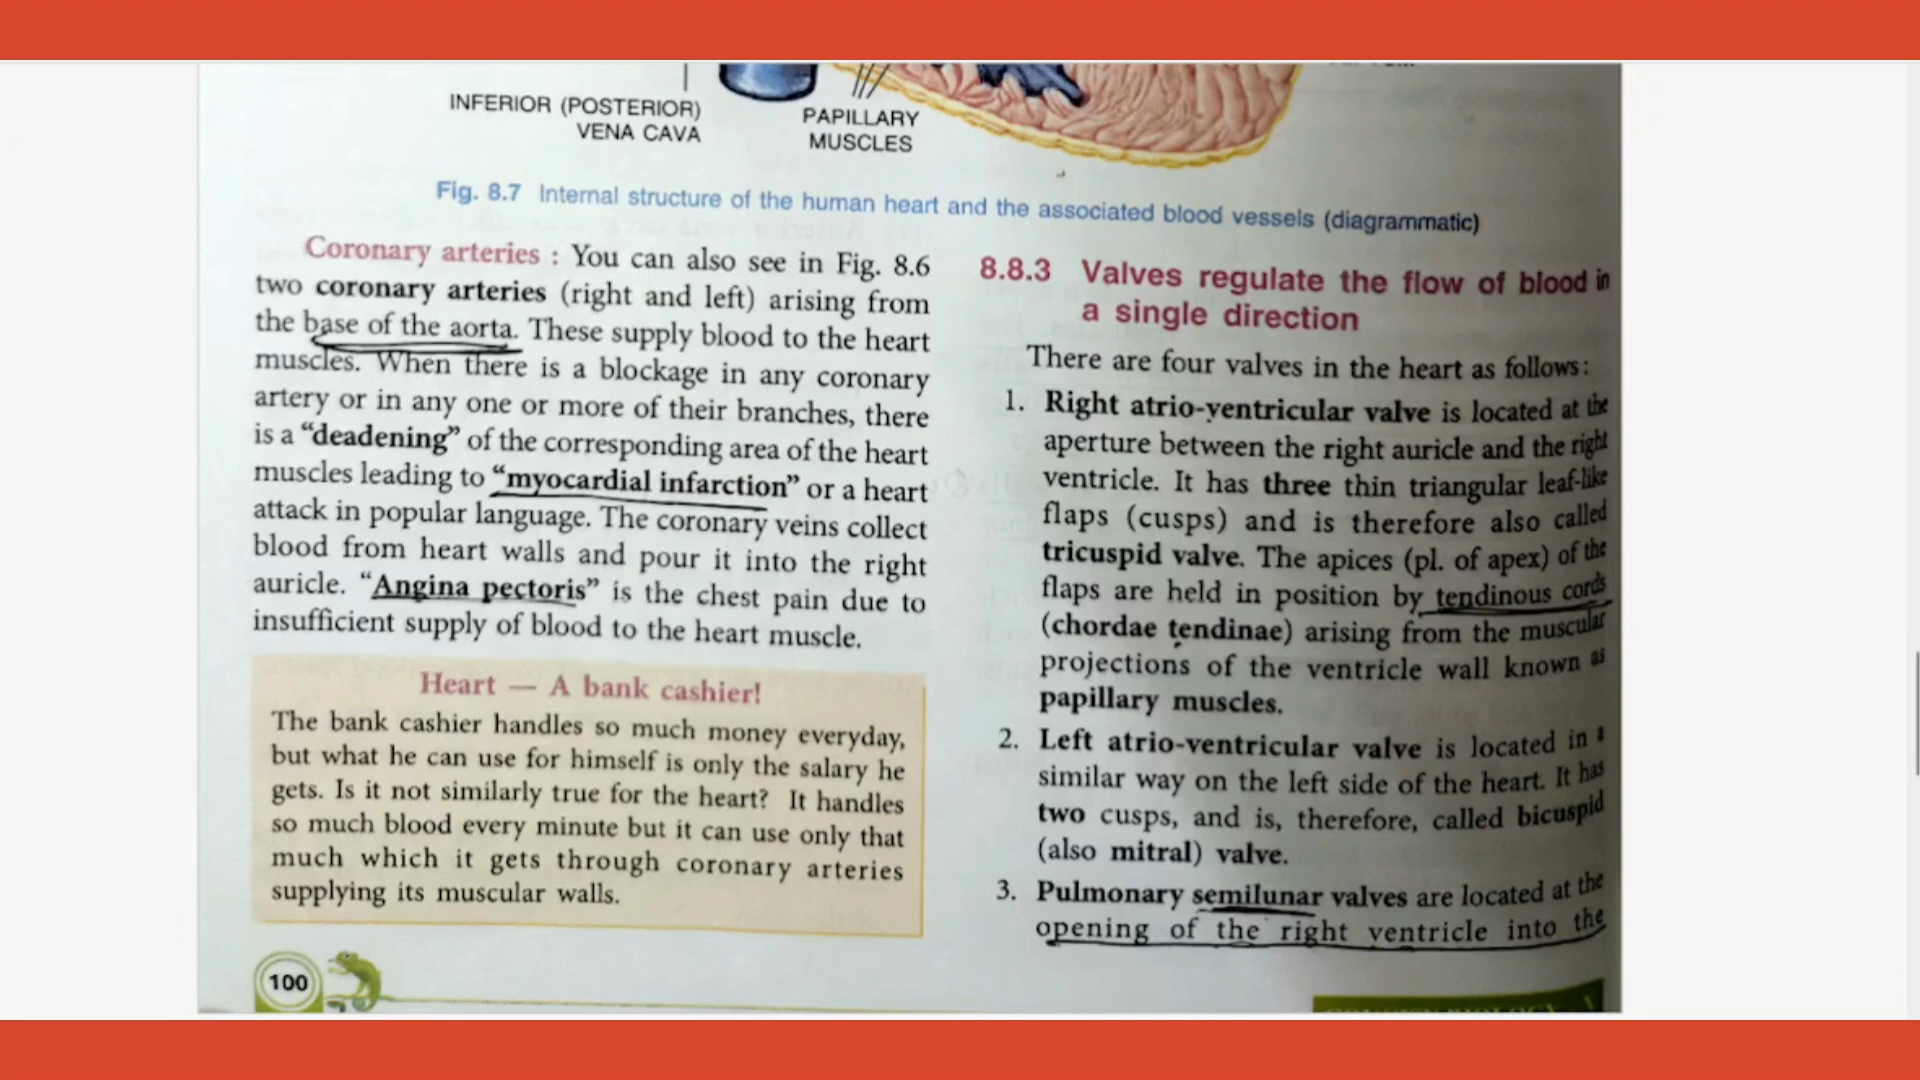 INFERIOR (POSTERIOR)
VENA CAVA
PAPILLARY
MUSCLES
Fig. 8.7 Internal structure of the human heart and the associated blood vessels (diagrammatic)
Coronary arteries : You can also see in Fig. 8.6
two coronary arteries (right and left) arising from
the base of the aorta. These supply blood to the heart
muscles. When there is a blockage in any coronary
artery or in any one or more of their branches, there
is a “deadening” of the corresponding area of the heart
muscles leading to “myocardial infarction” or a heart
attack in popular language. The coronary veins collect
blood from heart walls and pour it into the right
auricle. “Angina pectoris” is the chest pain due to
insufficient supply of blood to the heart muscle.
Heart — A bank cashier!
The bank cashier handles so much money everyday,
but what he can use for himself is only the salary he
gets. Is it not similarly true for the heart? It handles
so much blood every minute but it can use only that
much which it gets through coronary arteries
supplying its muscular walls.
100
8.8.3 Valves regulate the flow of blood in
a single direction
There are four valves in the heart as follows:
1. Right atrio-ventricular valve is located at the
aperture between the right auricle and the right
ventricle. It has three thin triangular leaf-like
flaps (cusps) and is therefore also called
tricuspid valve. The apices (pl. of apex) of the
flaps are held in position by tendinous cords
(chordae tendinae) arising from the muscular
projections of the ventricle wall known as
papillary muscles.
2. Left atrio-ventricular valve is located in a
similar way on the left side of the heart. It has
two cusps, and is, therefore, called bicuspid
(also mitral) valve.
3. Pulmonary semilunar valves are located at the
opening of the right ventricle into the